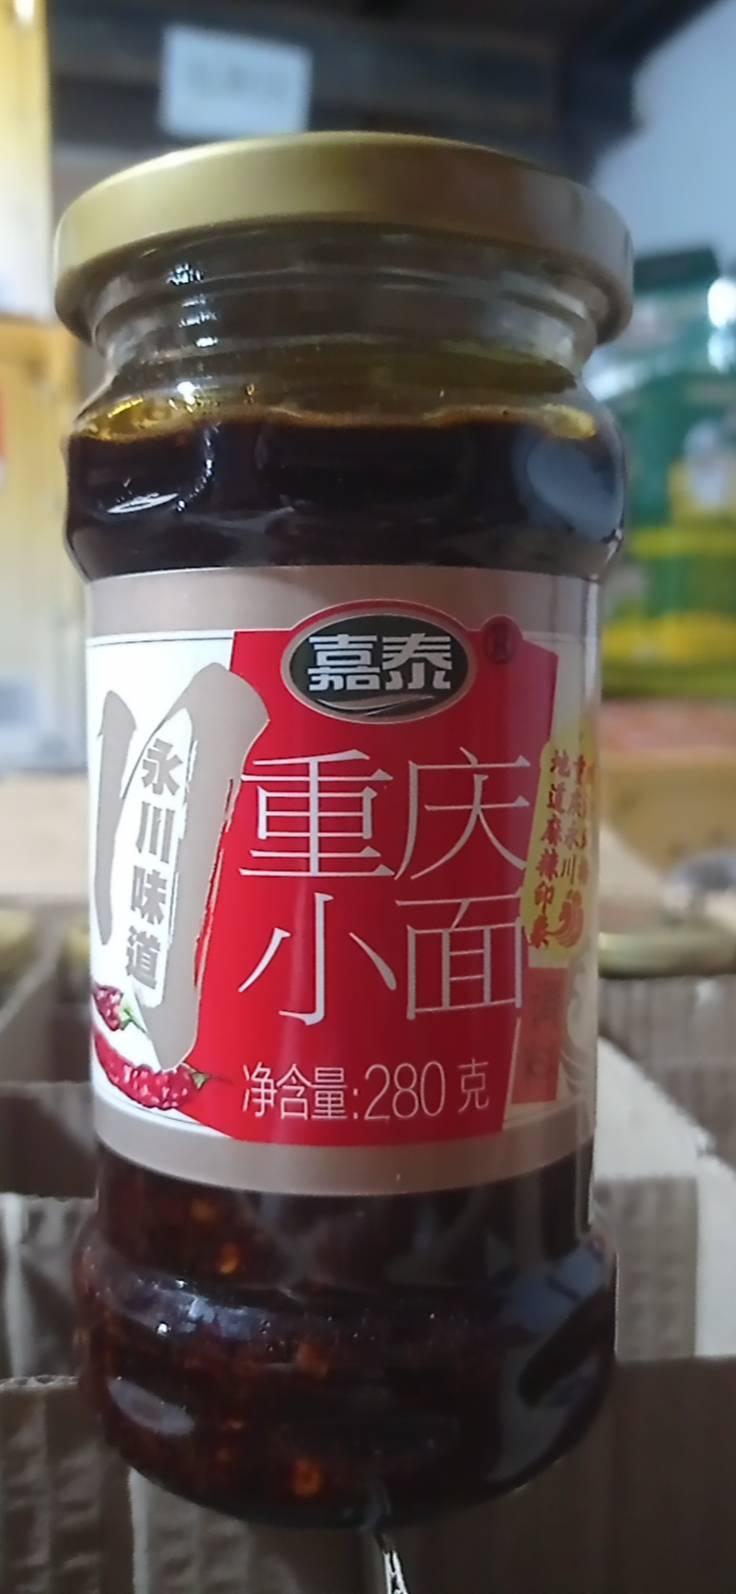 嘉泰
永川味道
重庆
小面
地道麻辣印象
净含量:280克